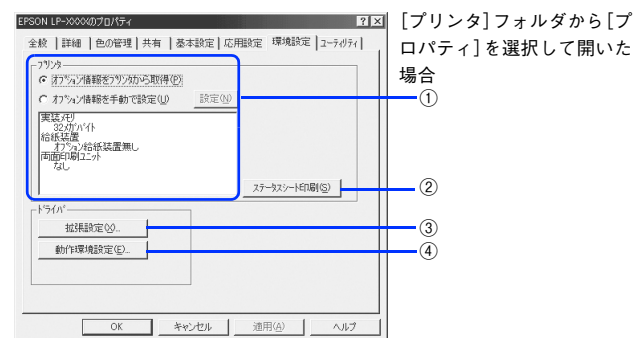 EPSON LP-XXXXのプロパティ
全般 詳細 色の管理 共有 基本設定 応用設定 環境設定 ユーティリティ
プリンタ
オプション情報をプリンタから取得(P)
オプション情報を手動で設定(U) 設定(N)
実装メモリ
32メガバイト
給紙装置
オプション給紙装置無し
両面印刷ユニット
なし
ステータスシート印刷(S)
ドライバ
拡張設定(X)...
動作環境設定(E)...
OK キャンセル 適用(A) ヘルプ
[プリンタ]フォルダから[プ
ロパティ]を選択して開いた
場合
①
②
③
④